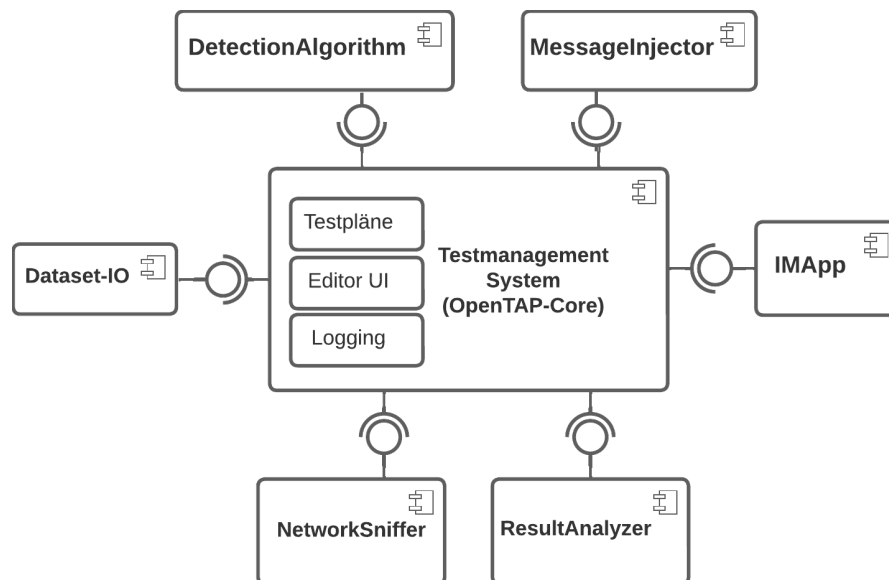 DetectionAlgorithm
MessageInjector
Testpläne
Editor UI
Logging
Testmanagement
System
(OpenTAP-Core)
Dataset-IO
IMApp
NetworkSniffer
ResultAnalyzer